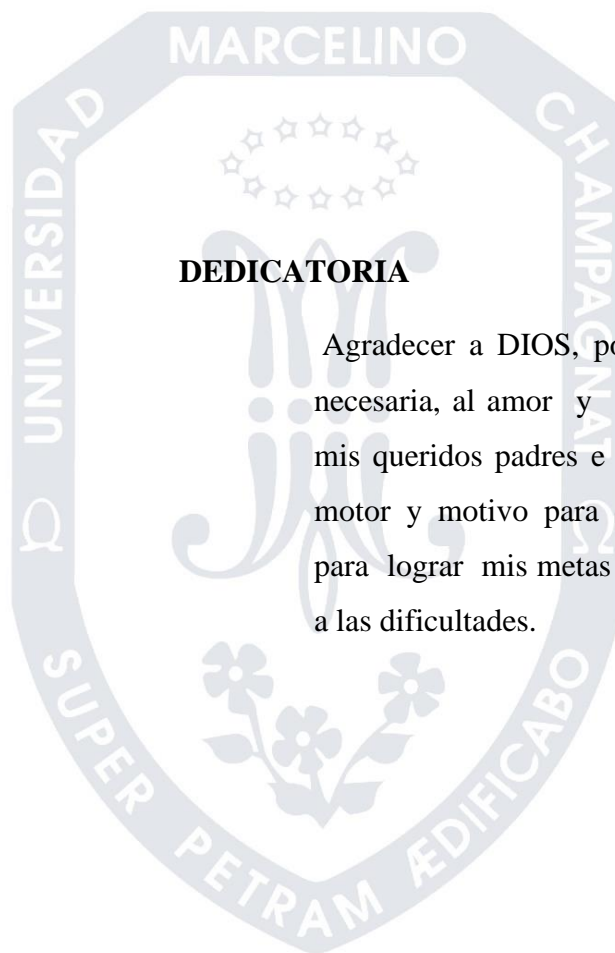 MARCELINO
UNIVERSIDAD
CHAMPAGNAT
DEDICATORIA
Agradecer a DIOS,
necesaria, al amor y
mis queridos padres e
motor y motivo para
para lograr mis metas
a las dificultades.
SUPER PETRAM ÆDIFICABO